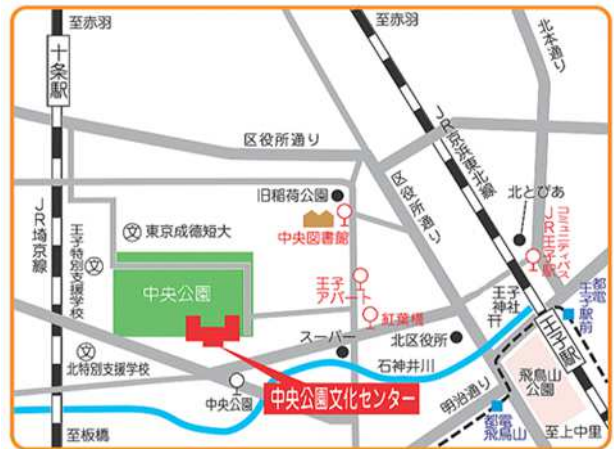 至赤羽
至赤羽
北本通り
十条駅
JR京浜東北線
区役所通り
区役所通り
旧稲荷公園
北とぴあ
コミュニティバス
JR王子駅
中央図書館
JR埼京線
王子特別支援学校
文
東京成徳短大
文
中央公園
王子
アパート
紅葉橋
王子
神社
都電
王子駅前
王子駅
スーパー
北区役所
文
北特別支援学校
石神井川
飛鳥山
公園
中央公園
中央公園文化センター
明治通り
都電
飛鳥山
至板橋
至上中里